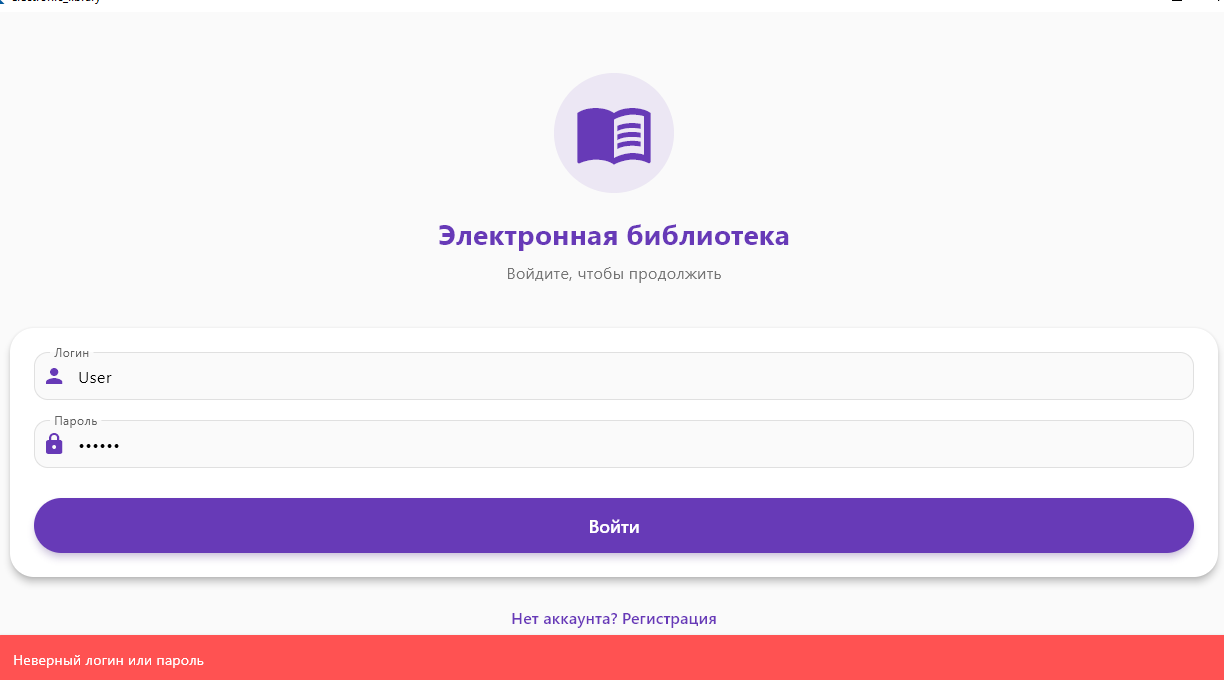 Электронная библиотека
Войдите, чтобы продолжить
Логин
User
Пароль
••••••
Войти
Нет аккаунта? Регистрация
Неверный логин или пароль